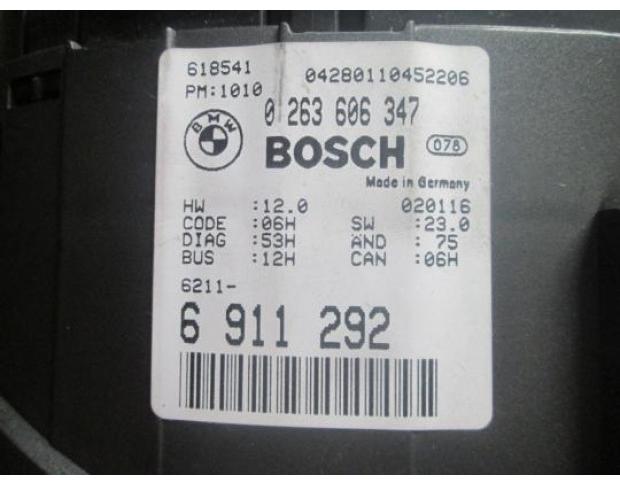 618541 04280110452206
PM:1010
0 263 606 347
BMW
BOSCH 078
Made in Germany
HW :12.0 020116
CODE :06H SW :23.0
DIAG :53H AND : 75
BUS :12H CAN :06H
6211-
6 911 292